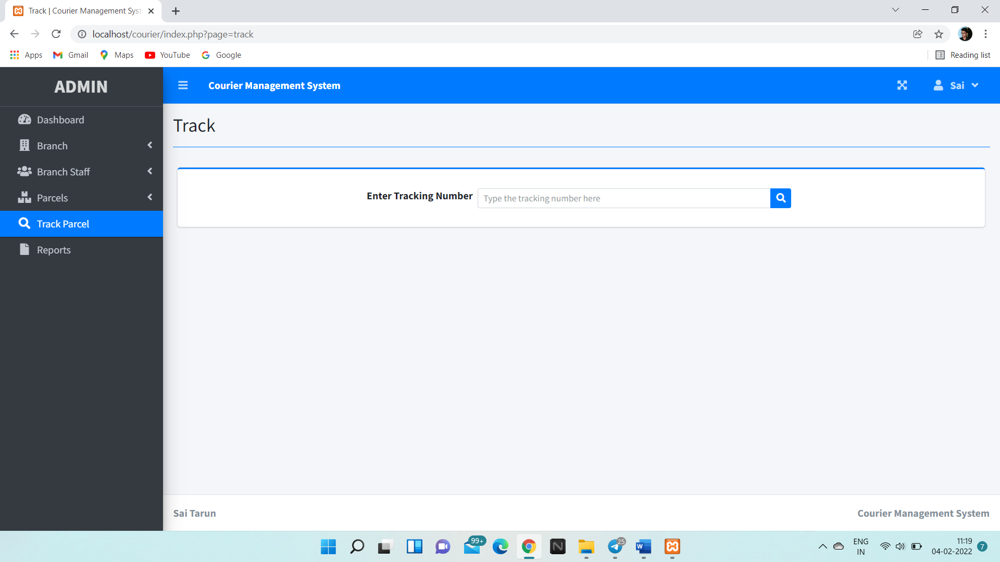 Track | Courier Management Syst
localhost/courier/index.php?page=track
Apps
Gmail
Maps
YouTube
Google
Reading list
ADMIN
Courier Management System
Sai
Dashboard
Branch
Branch Staff
Parcels
Track Parcel
Reports
Track
Enter Tracking Number
Type the tracking number here
Sai Tarun
Courier Management System
99+
25
ENG
IN
11:19
04-02-2022
7